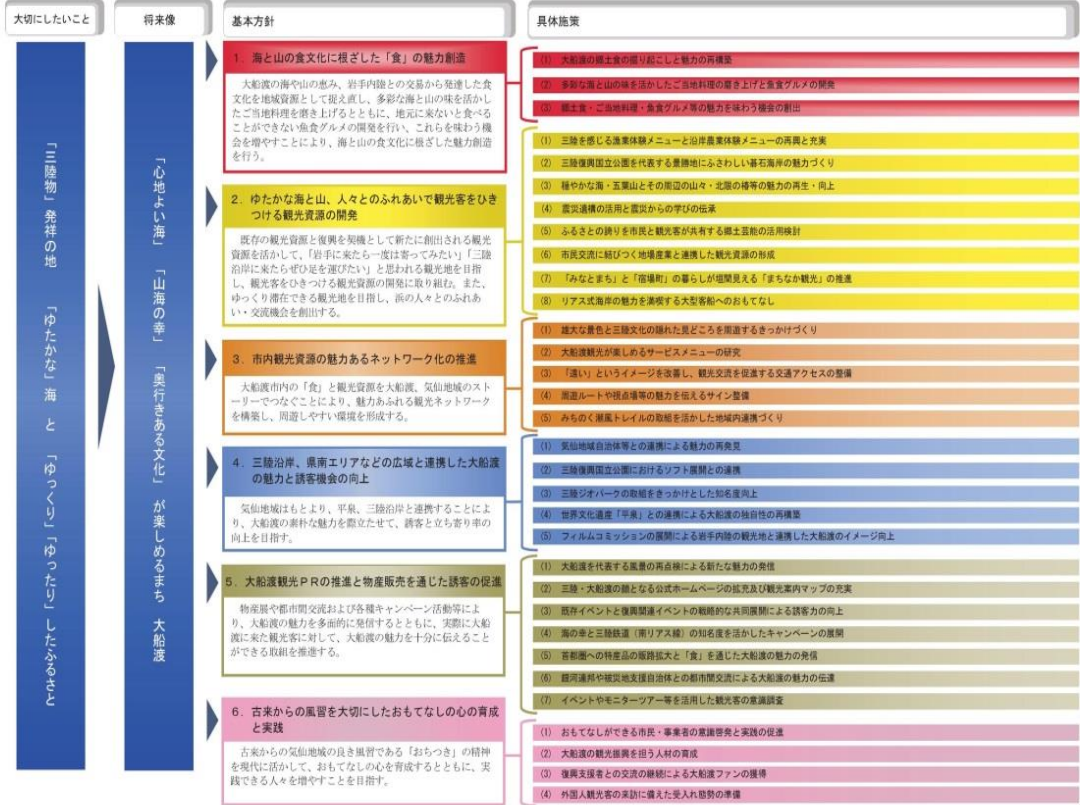 大切にしたいこと
将来像
基本方針
具体施策
「三陸物」発祥の地　「ゆたかな」海　と　「ゆっくり」「ゆったり」したふるさと
「心地よい海」　「山海の幸」　「奥行きある文化」　が楽しめるまち　大船渡
1．海と山の食文化に根ざした「食」の魅力創造
大船渡の海や山の恵み、岩手内陸との交易から発達した食
文化を地域資源として捉え直し、多彩な海と山の味を活かし
たご当地料理を磨き上げるとともに、地元に来ないと食べる
ことができない魚食グルメの開発を行い、これらを味わう機
会を増やすことにより、海と山の食文化に根ざした魅力創造
を行う。
(1) 大船渡の郷土食の掘り起こしと魅力の再構築
(2) 多彩な海と山の味を活かしたご当地料理の磨き上げと魚食グルメの開発
(3) 郷土食・ご当地料理・魚食グルメ等の魅力を味わう機会の創出
2．ゆたかな海と山、人々とのふれあいで観光客をひき
つける観光資源の開発
既存の観光資源と復興を契機として新たに創出される観光
資源を活かして、「岩手に来たら一度は寄ってみたい」「三陸
沿岸に来たらぜひ足を運びたい」と思われる観光地を目指
し、観光客をひきつける観光資源の開発に取り組む。また、
ゆっくり滞在できる観光地を目指し、浜の人々とのふれあ
い・交流機会を創出する。
(1) 三陸を感じる漁業体験メニューと沿岸農業体験メニューの再興と充実
(2) 三陸復興国立公園を代表する景勝地にふさわしい碁石海岸の魅力づくり
(3) 穏やかな海・五葉山とその周辺の山々・北限の椿等の魅力の再生・向上
(4) 震災遺構の活用と震災からの学びの伝承
(5) ふるさとの誇りを市民と観光客が共有する郷土芸能の活用検討
(6) 市民交流に結びつく地場産業と連携した観光資源の形成
(7) 「みなとまち」と「宿場町」の暮らしが垣間見える「まちなか観光」の推進
(8) リアス式海岸の魅力を満喫する大型客船へのおもてなし
3．市内観光資源の魅力あるネットワーク化の推進
大船渡市内の「食」と観光資源を大船渡、気仙地域のスト
ーリーでつなぐことにより、魅力あふれる観光ネットワーク
を構築し、周遊しやすい環境を形成する。
(1) 雄大な景色と三陸文化の隠れた見どころを周遊するきっかけづくり
(2) 大船渡観光が楽しめるサービスメニューの研究
(3) 「遠い」というイメージを改善し、観光交流を促進する交通アクセスの整備
(4) 周遊ルートや視点場等の魅力を伝えるサイン整備
(5) みちのく潮風トレイルの取組を活かした地域内連携づくり
4．三陸沿岸、県南エリアなどの広域と連携した大船渡
の魅力と誘客機会の向上
気仙地域はもとより、平泉、三陸沿岸と連携することによ
り、大船渡の素朴な魅力を際立たせて、誘客と立ち寄り率の
向上を目指す。
(1) 気仙地域自治体等との連携による魅力の再発見
(2) 三陸復興国立公園におけるソフト展開との連携
(3) 三陸ジオパークの取組をきっかけとした知名度向上
(4) 世界文化遺産「平泉」との連携による大船渡の独自性の再構築
(5) フィルムコミッションの展開による岩手内陸の観光地と連携した大船渡のイメージ向上
5．大船渡観光ＰＲの推進と物産販売を通じた誘客の促進
物産展や都市間交流および各種キャンペーン活動等によ
り、大船渡の魅力を多面的に発信するとともに、実際に大船
渡に来た観光客に対して、大船渡の魅力を十分に伝えること
ができる取組を推進する。
(1) 大船渡を代表する風景の再点検による新たな魅力の発信
(2) 三陸・大船渡の顔となる公式ホームページの拡充及び観光案内マップの充実
(3) 既存イベントと復興関連イベントの戦略的な共同展開による誘客力の向上
(4) 海の幸と三陸鉄道（南リアス線）の知名度を活かしたキャンペーンの展開
(5) 首都圏への特産品の販路拡大と「食」を通じた大船渡の魅力の発信
(6) 銀河連邦や被災地支援自治体との都市間交流による大船渡の魅力の伝達
(7) イベントやモニターツアー等を活用した観光客の意識調査
6．古来からの風習を大切にしたおもてなしの心の育成
と実践
古来からの気仙地域の良き風習である「おちつき」の精神
を現代に活かして、おもてなしの心を育成するとともに、実
践できる人々を増やすことを目指す。
(1) おもてなしができる市民・事業者の意識啓発と実践の促進
(2) 大船渡の観光振興を担う人材の育成
(3) 復興支援者との交流の継続による大船渡ファンの獲得
(4) 外国人観光客の来訪に備えた受入れ態勢の準備